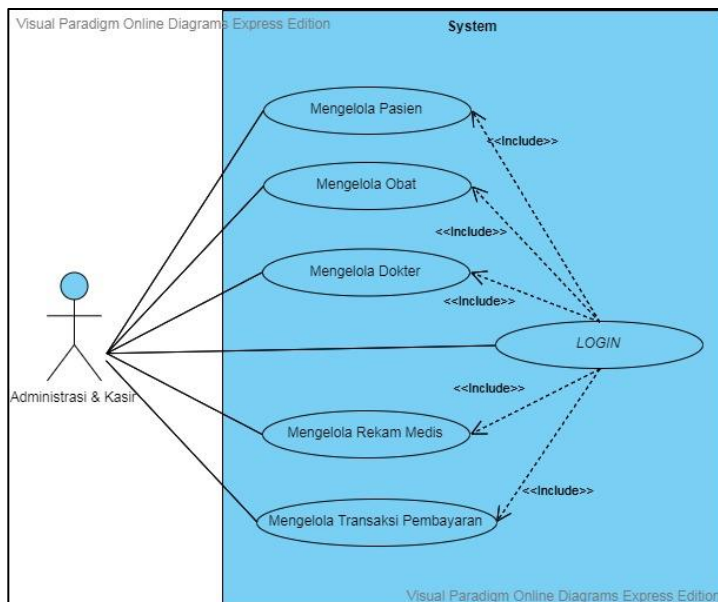 Visual Paradigm Online Diagrams Express Edition
System
Mengelola Pasien
<<Include>>
Mengelola Obat
<<Include>>
Mengelola Dokter
<<Include>>
LOGIN
Administrasi & Kasir
<<Include>>
Mengelola Rekam Medis
<<Include>>
Mengelola Transaksi Pembayaran
Visual Paradigm Online Diagrams Express Edition